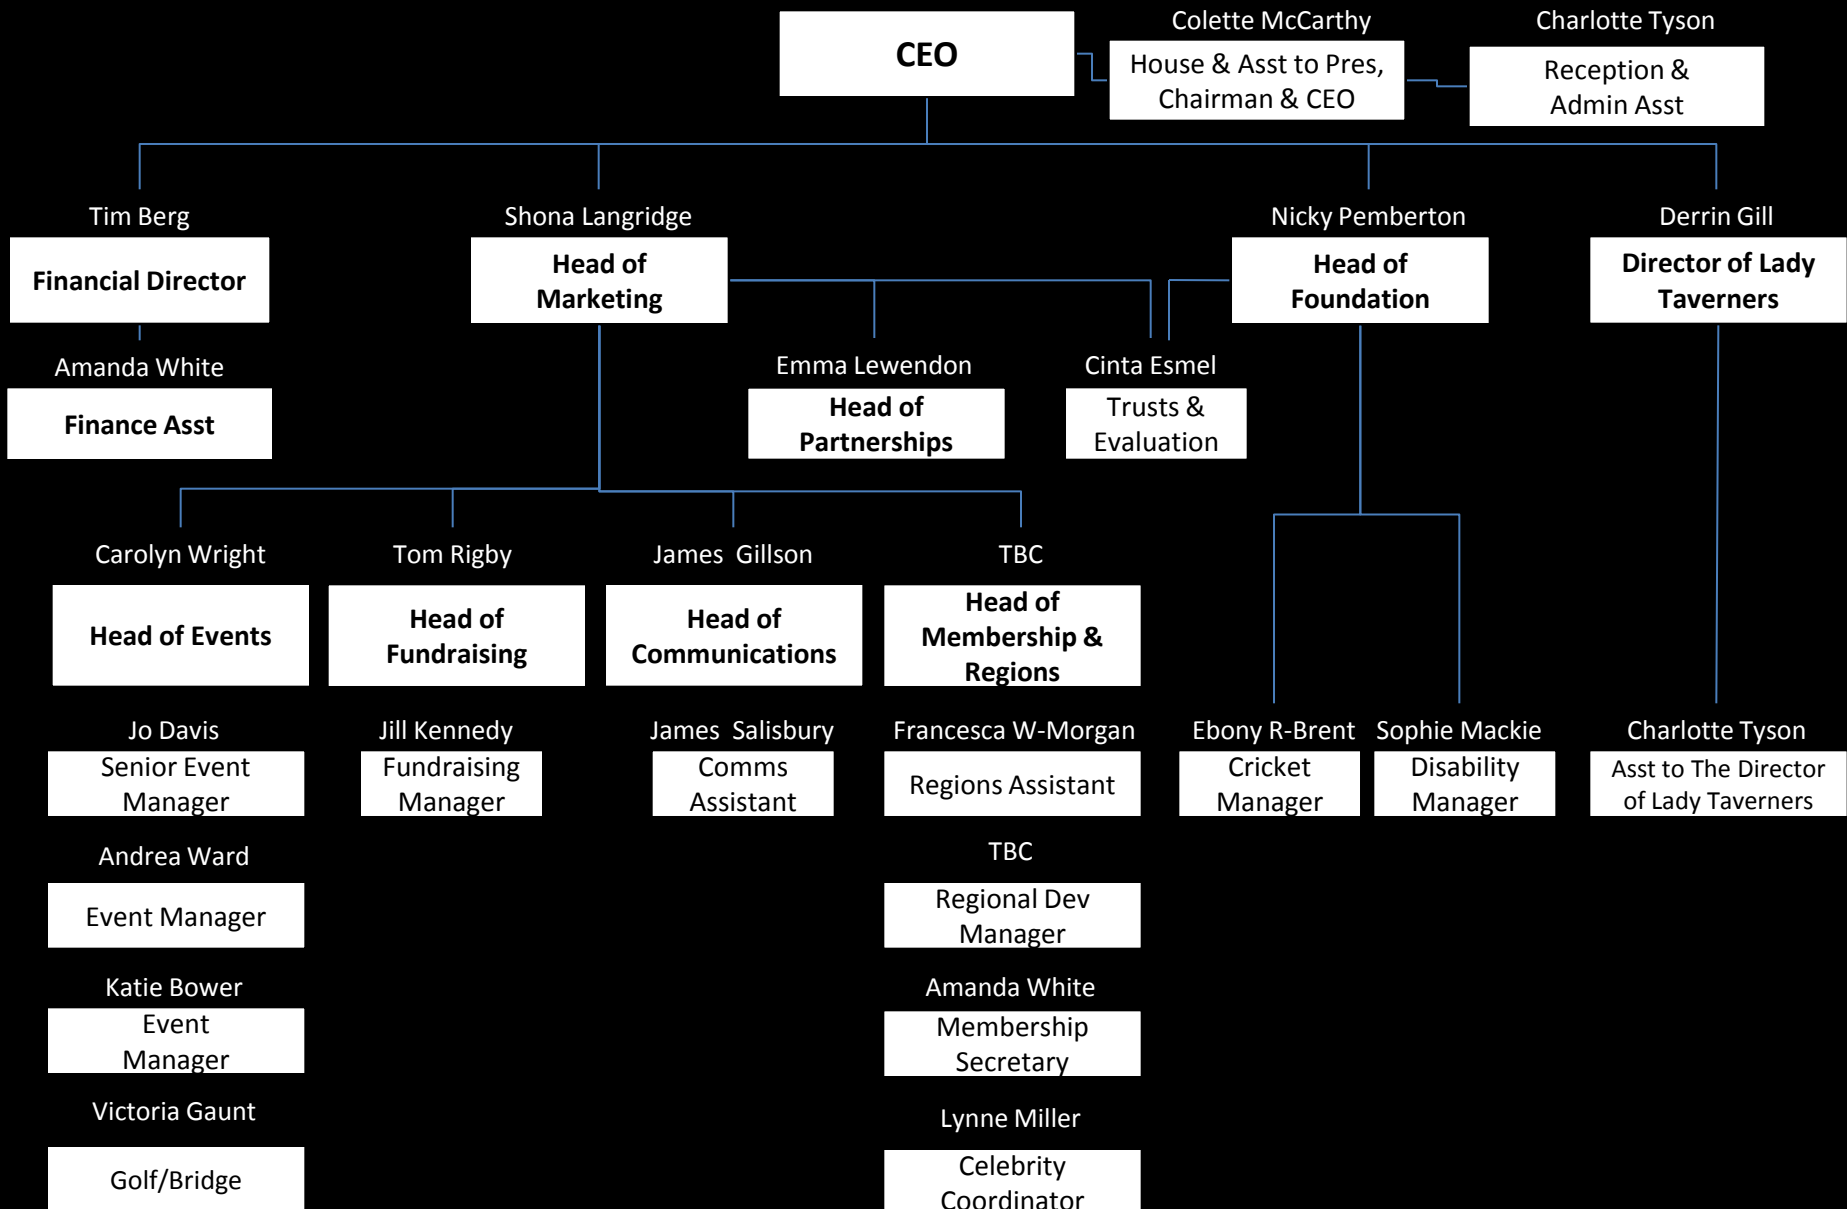 Colette McCarthy
Charlotte Tyson
CEO
House & Asst to Pres,
Chairman & CEO
Reception &
Admin Asst
Tim Berg
Shona Langridge
Nicky Pemberton
Derrin Gill
Financial Director
Head of
Marketing
Head of
Foundation
Director of Lady
Taverners
Amanda White
Emma Lewendon
Cinta Esmel
Finance Asst
Head of
Partnerships
Trusts &
Evaluation
Carolyn Wright
Tom Rigby
James Gillson
TBC
Head of Events
Head of
Fundraising
Head of
Communications
Head of
Membership &
Regions
Jo Davis
Jill Kennedy
James Salisbury
Francesca W-Morgan
Ebony R-Brent
Sophie Mackie
Charlotte Tyson
Senior Event
Manager
Fundraising
Manager
Comms
Assistant
Regions Assistant
Cricket
Manager
Disability
Manager
Asst to The Director
of Lady Taverners
Andrea Ward
TBC
Event Manager
Regional Dev
Manager
Katie Bower
Amanda White
Event
Manager
Membership
Secretary
Victoria Gaunt
Lynne Miller
Golf/Bridge
Celebrity
Coordinator